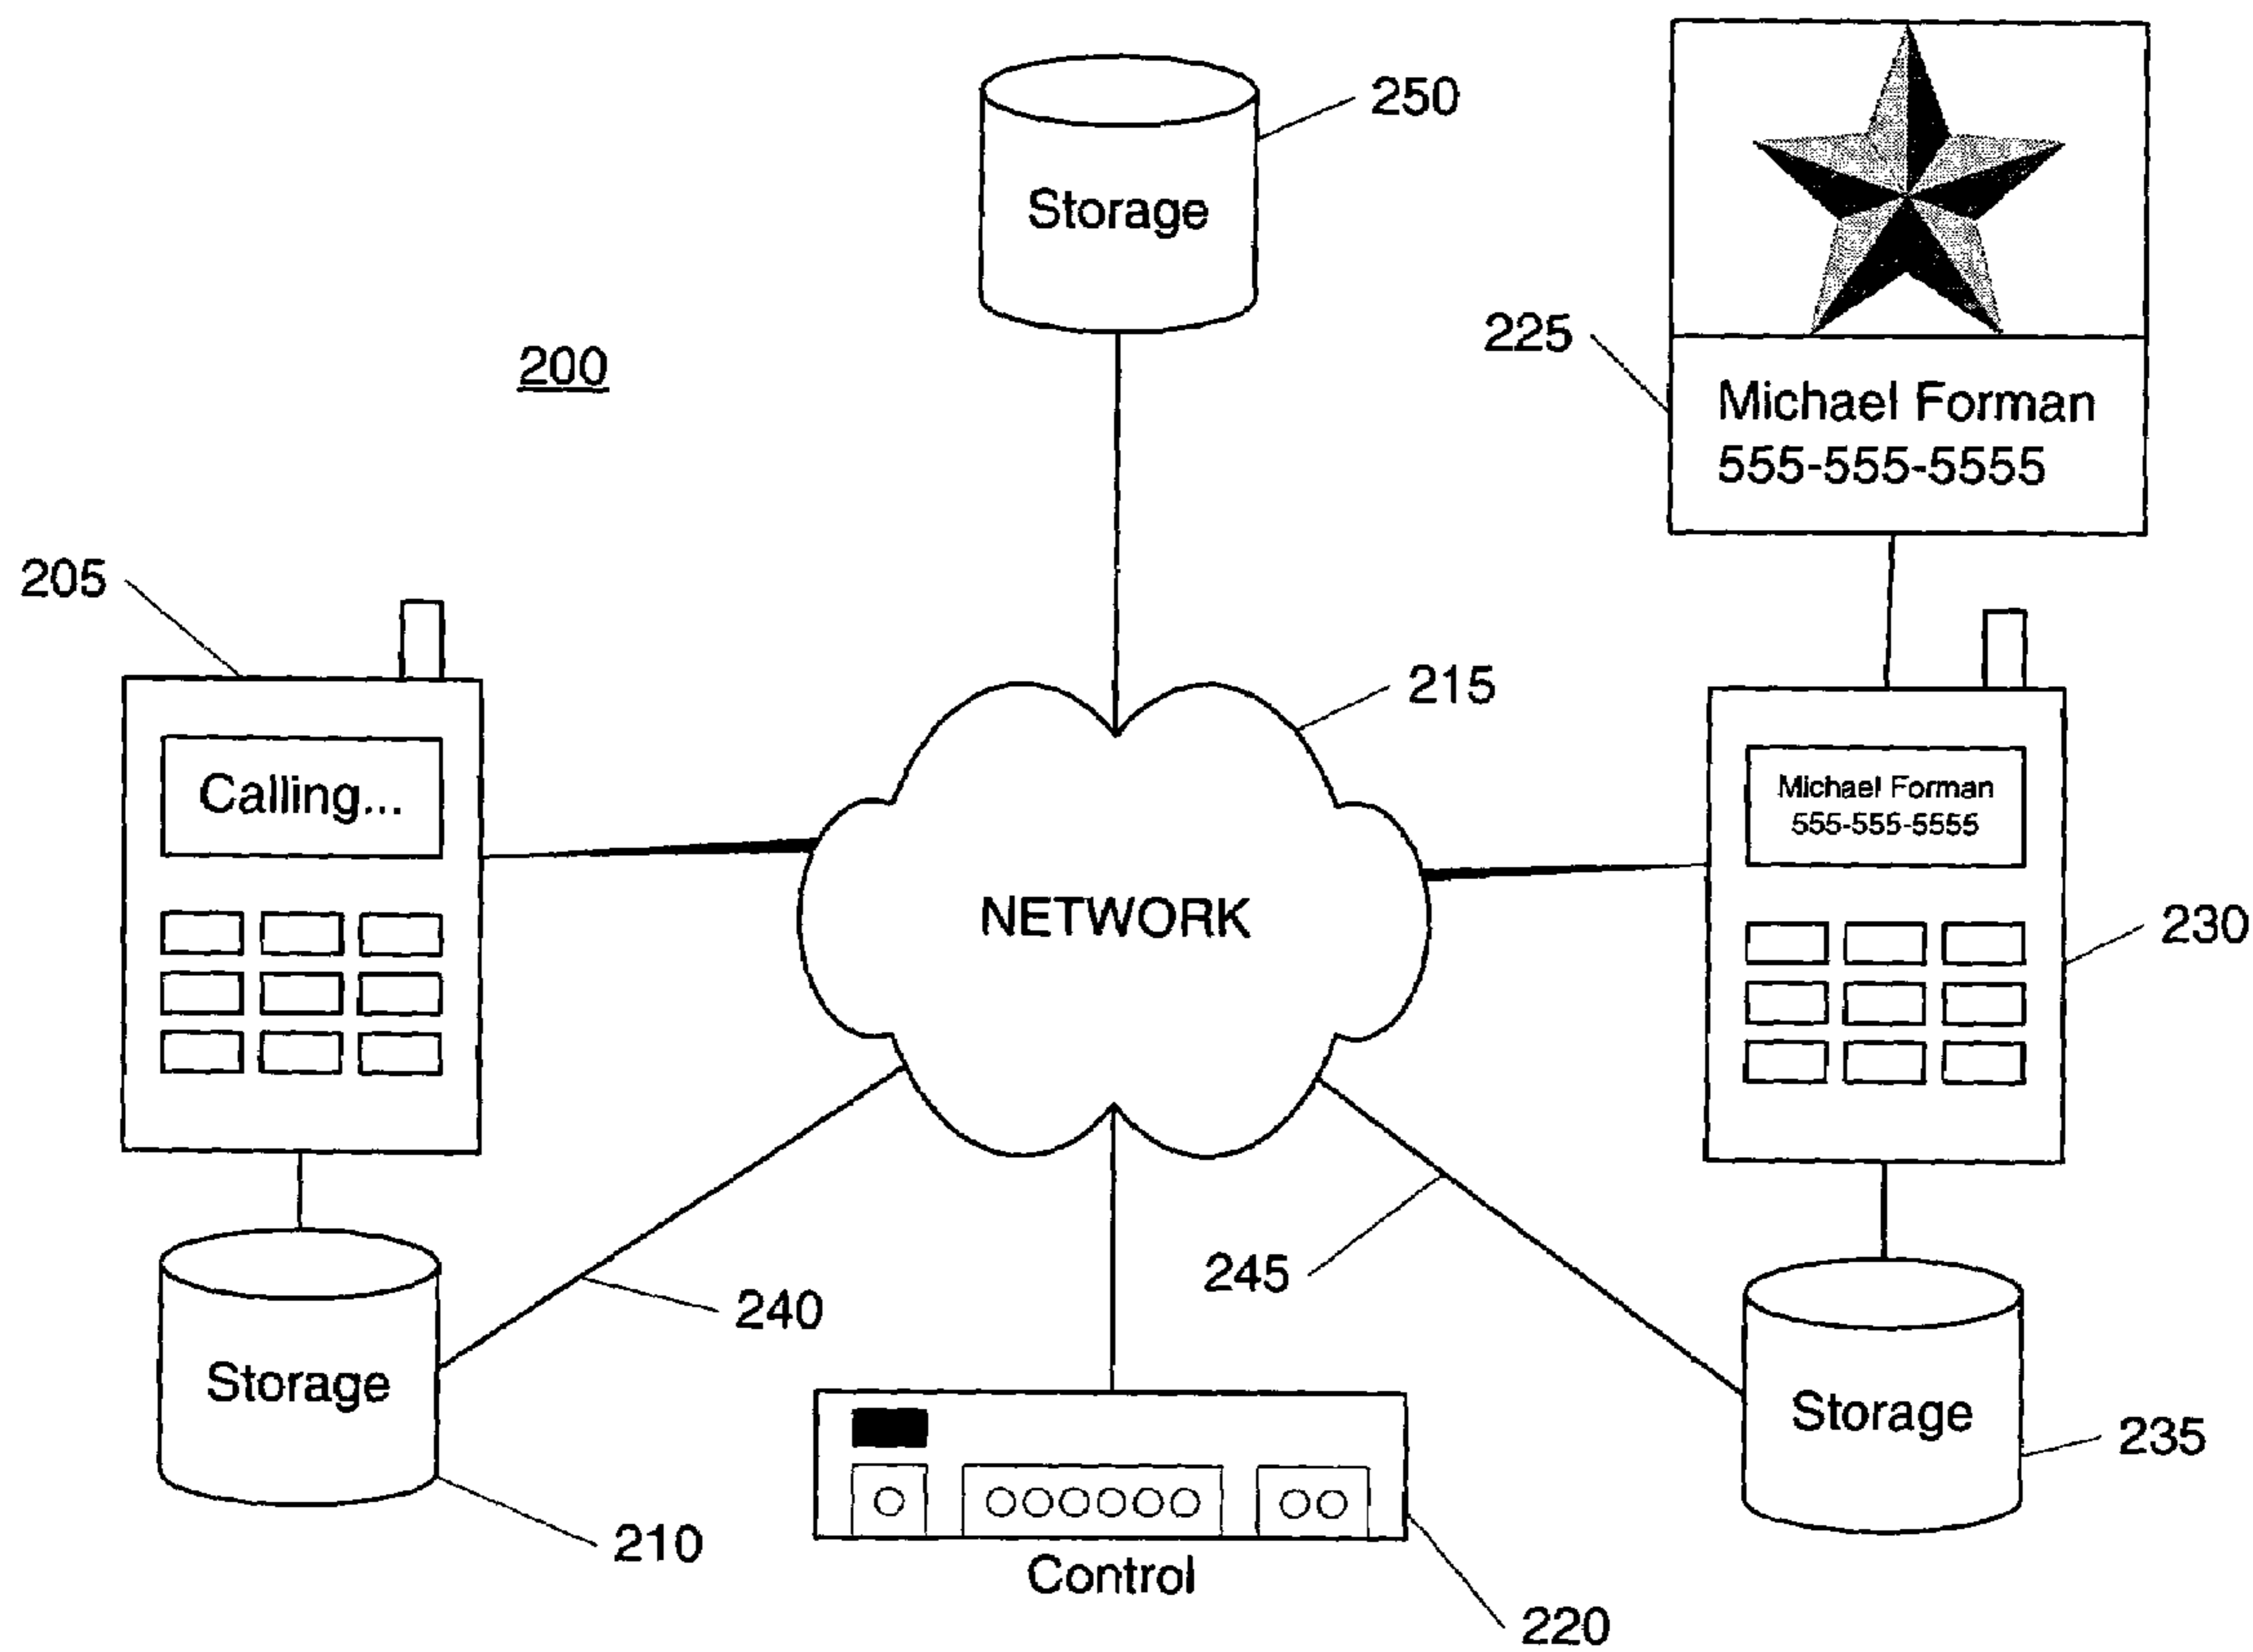 250
Storage
225
200
Michael Forman
555-555-5555
205
215
Calling...
Michael Forman
555-555-5555
NETWORK
230
245
240
Storage
Storage
235
210
Control
220